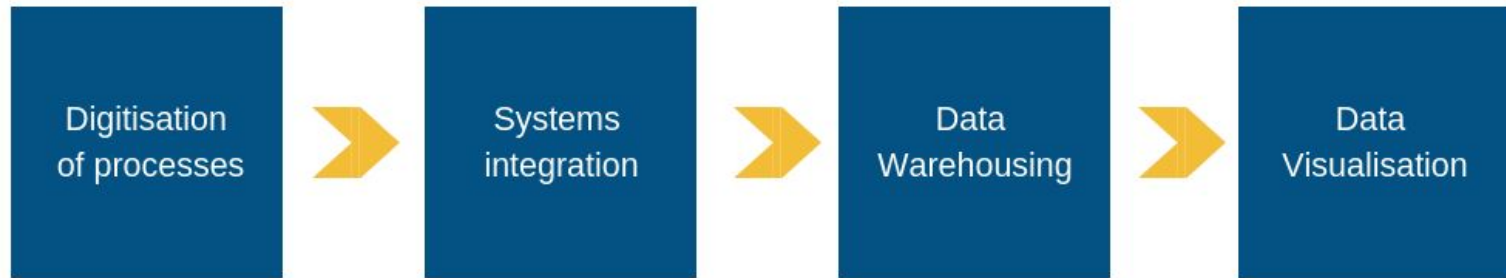 Digitisation
of processes
Systems
integration
Data
Warehousing
Data
Visualisation